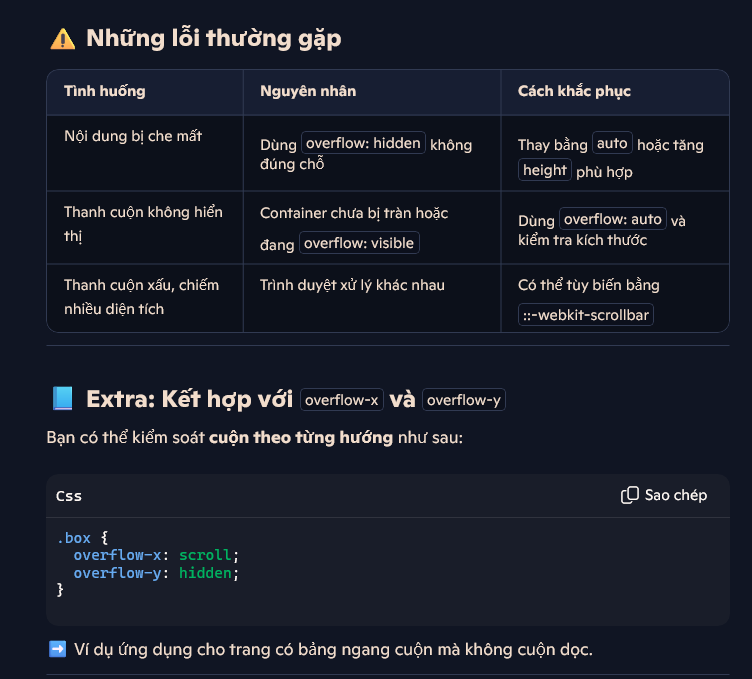 ⚠️ Những lỗi thường gặp
Tình huống Nguyên nhân Cách khắc phục
Nội dung bị che mất
Dùng overflow: hidden không
đúng chỗ
Thay bằng auto hoặc tăng
height phù hợp
Thanh cuộn không hiển
thị
Container chưa bị tràn hoặc
đang overflow: visible
Dùng overflow: auto và
kiểm tra kích thước
Thanh cuộn xấu, chiếm
nhiều diện tích
Trình duyệt xử lý khác nhau
Có thể tùy biến bằng
::-webkit-scrollbar
📘 Extra: Kết hợp với overflow-x và overflow-y
Bạn có thể kiểm soát cuộn theo từng hướng như sau:
Css Sao chép
.box {
  overflow-x: scroll;
  overflow-y: hidden;
}
➡️ Ví dụ ứng dụng cho trang có bảng ngang cuộn mà không cuộn dọc.